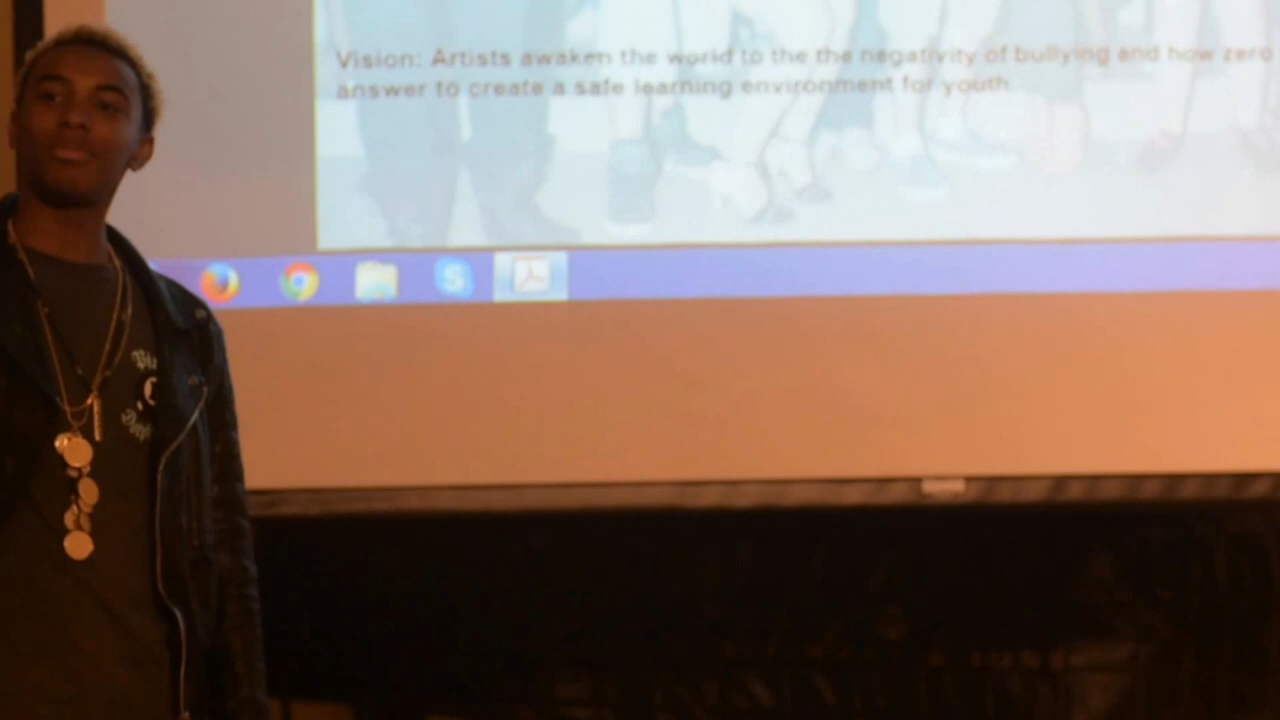 Vision: Artists awaken the world to the the negativity of bullying and how zero
answer to create a safe learning environment for youth
S